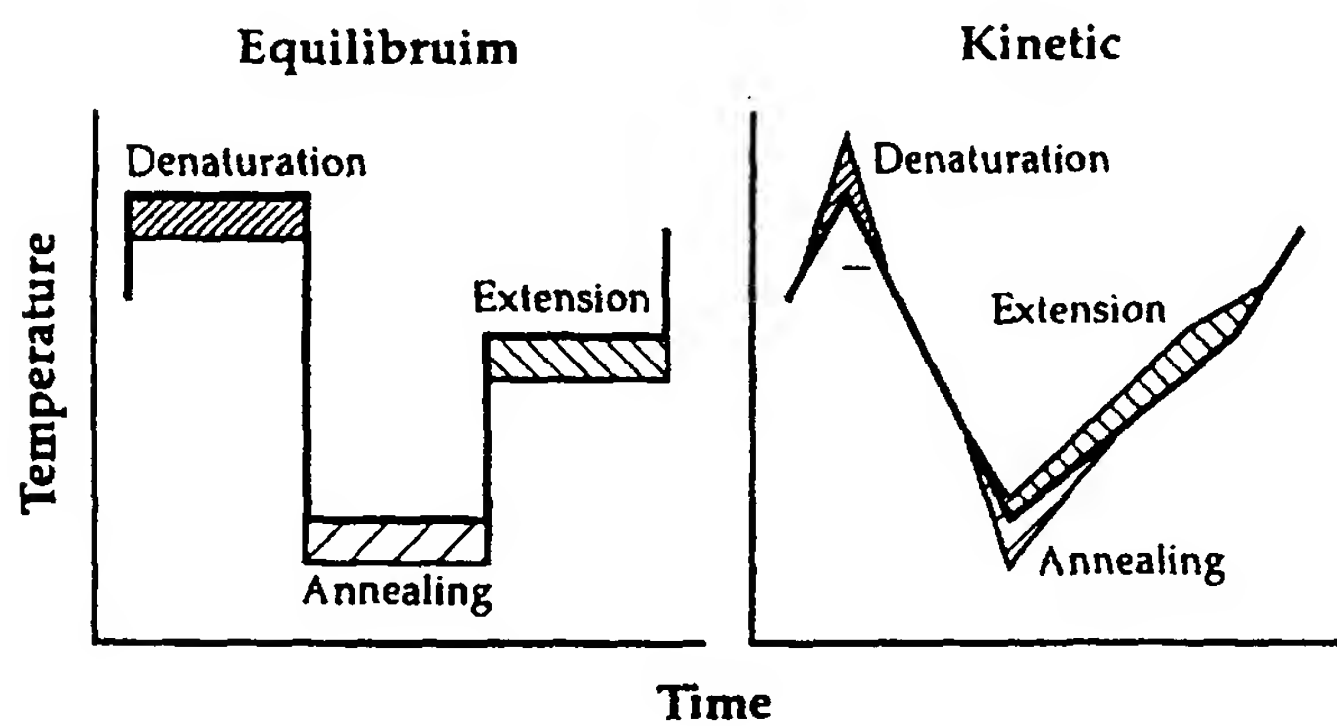 Equilibruim
Kinetic
Denaturation
Extension
Annealing
Denaturation
Extension
Annealing
Temperature
Time